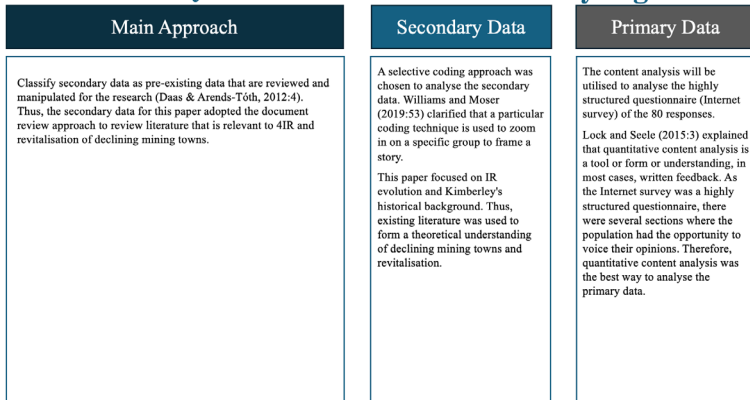 Main Approach
Classify secondary data as pre-existing data that are reviewed and
manipulated for the research (Daas & Arends-Tóth, 2012:4).
Thus, the secondary data for this paper adopted the document
review approach to review literature that is relevant to 4IR and
revitalisation of declining mining towns.
Secondary Data
A selective coding approach was
chosen to analyse the secondary
data. Williams and Moser
(2019:53) clarified that a particular
coding technique is used to zoom
in on a specific group to frame a
story.
This paper focused on IR
evolution and Kimberley's
historical background. Thus,
existing literature was used to
form a theoretical understanding
of declining mining towns and
revitalisation.
Primary Data
The content analysis will be
utilised to analyse the highly
structured questionnaire (Internet
survey) of the 80 responses.
Lock and Seele (2015:3) explained
that quantitative content analysis is
a tool or form or understanding, in
most cases, written feedback. As
the Internet survey was a highly
structured questionnaire, there
were several sections where the
population had the opportunity to
voice their opinions. Therefore,
quantitative content analysis was
the best way to analyse the
primary data.